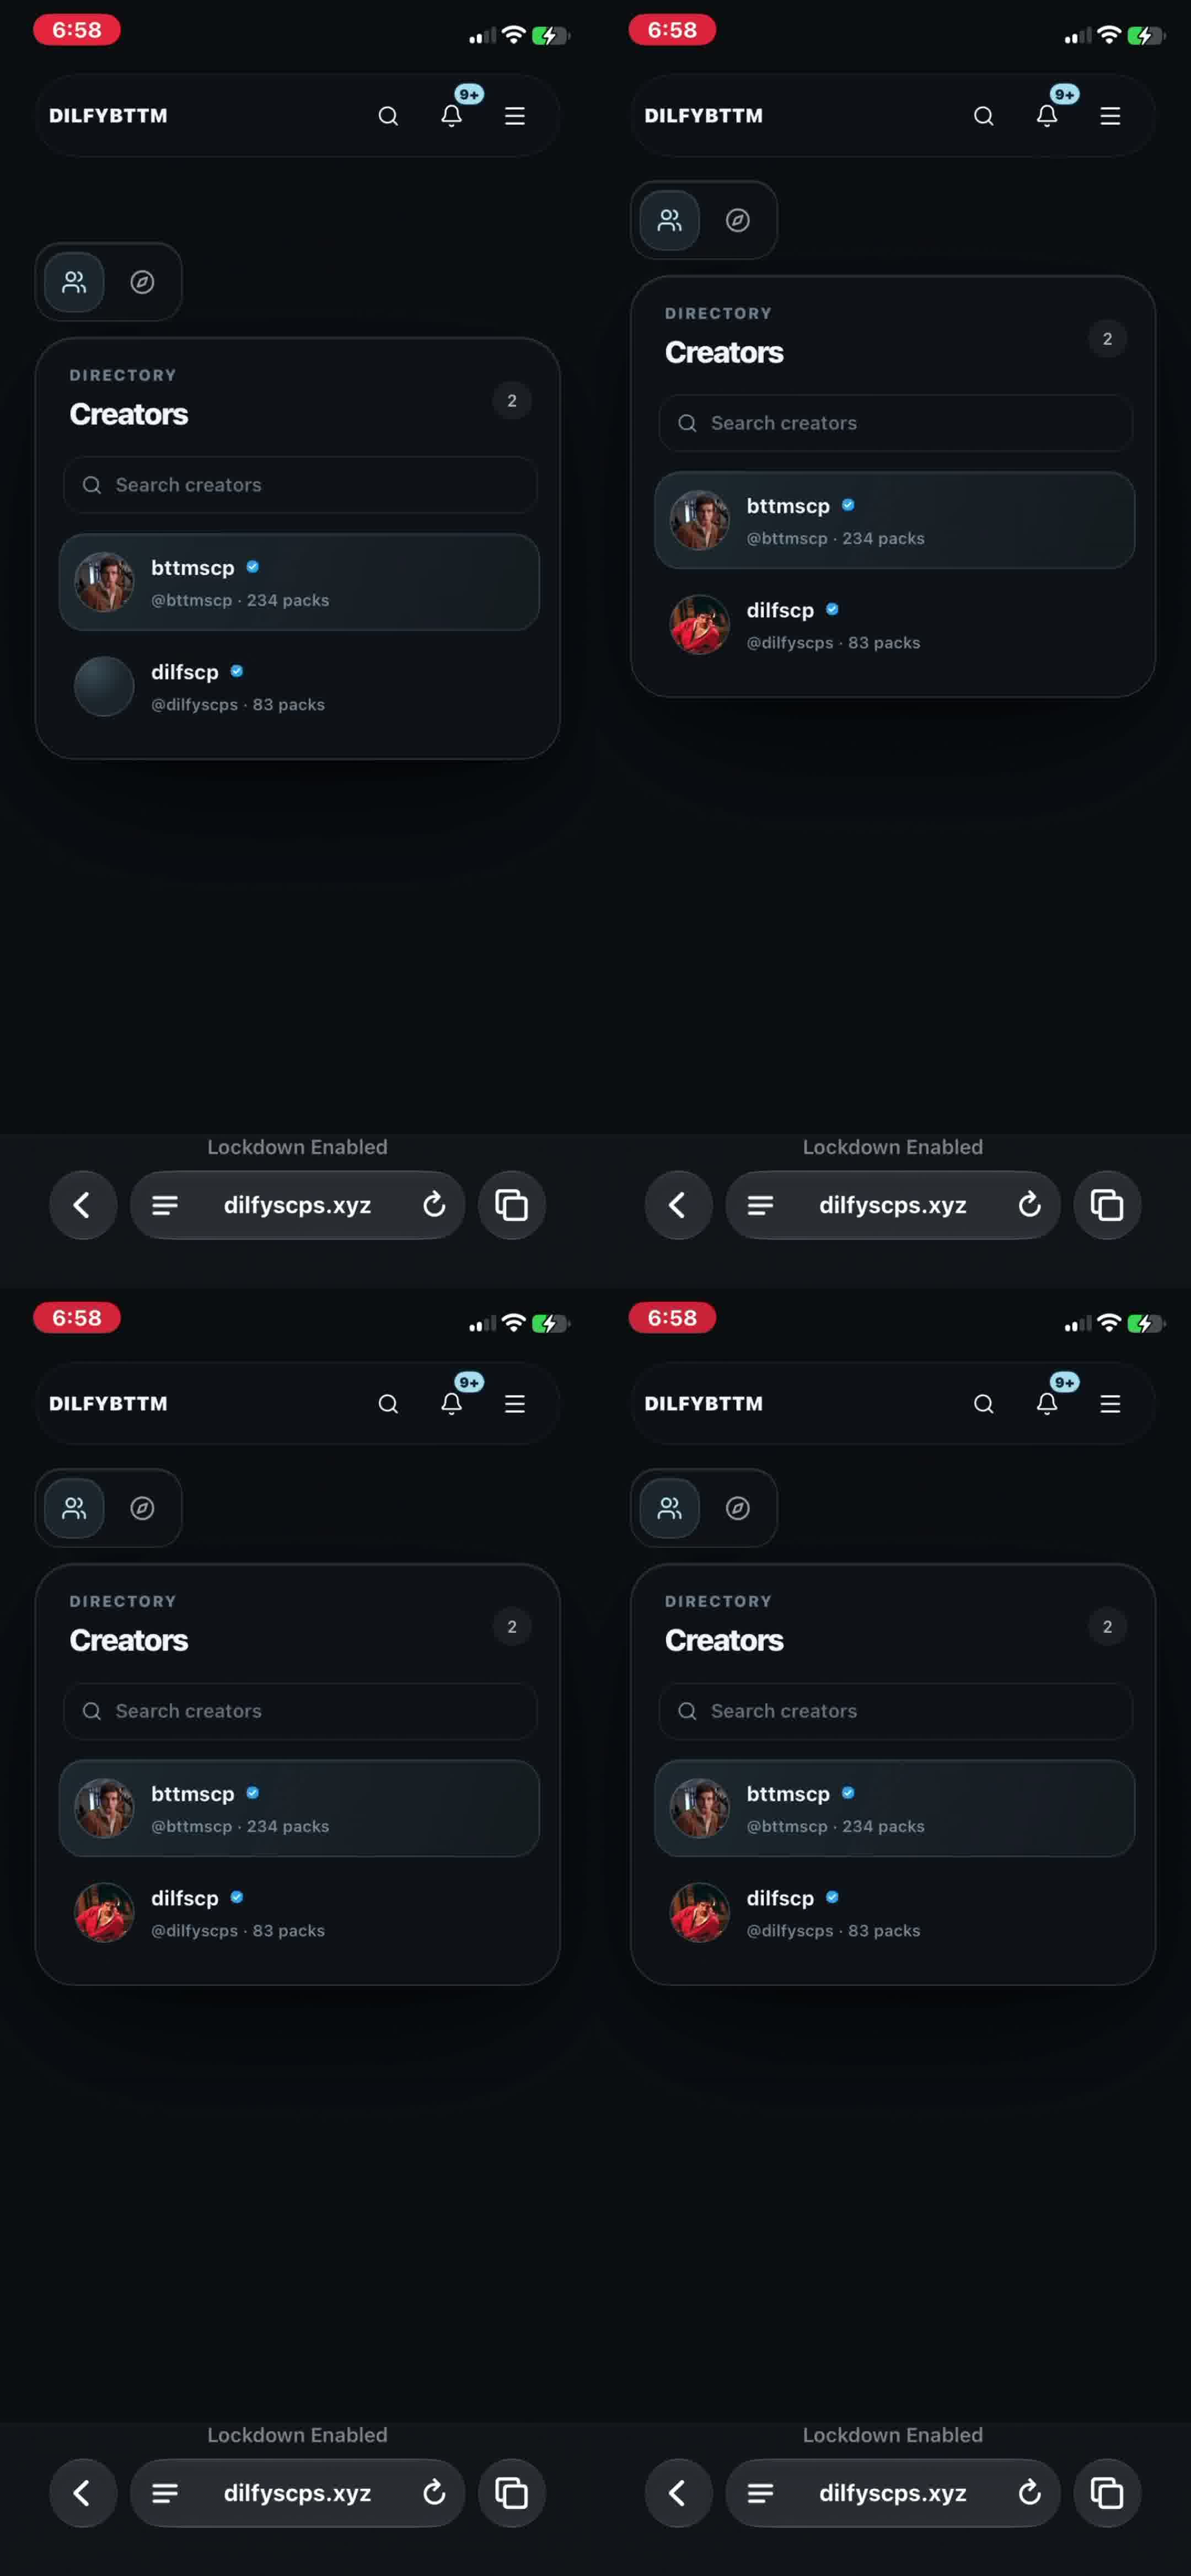 6:58
DILFYBTTM
9+
DIRECTORY
Creators
2
Search creators
bttmscp
@bttmscp · 234 packs
dilfscp
@dilfyscps · 83 packs
Lockdown Enabled
dilfyscps.xyz
6:58
DILFYBTTM
9+
DIRECTORY
Creators
2
Search creators
bttmscp
@bttmscp · 234 packs
dilfscp
@dilfyscps · 83 packs
Lockdown Enabled
dilfyscps.xyz
6:58
DILFYBTTM
9+
DIRECTORY
Creators
2
Search creators
bttmscp
@bttmscp · 234 packs
dilfscp
@dilfyscps · 83 packs
Lockdown Enabled
dilfyscps.xyz
6:58
DILFYBTTM
9+
DIRECTORY
Creators
2
Search creators
bttmscp
@bttmscp · 234 packs
dilfscp
@dilfyscps · 83 packs
Lockdown Enabled
dilfyscps.xyz